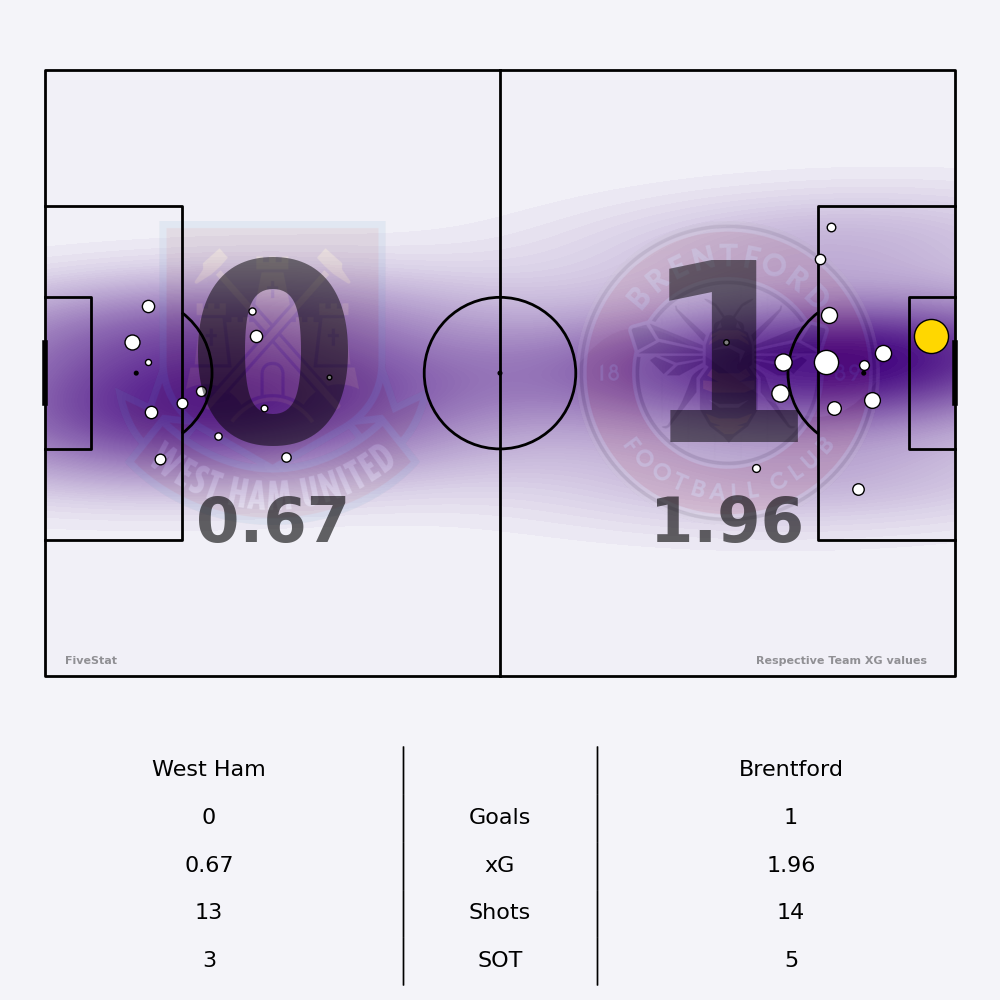 BRENTFORD
0
1
18
89
WEST HAM UNITED
FOOTBALL CLUB
0.67
1.96
FiveStat
Respective Team XG values
West Ham
Brentford
0
Goals
1
0.67
xG
1.96
13
Shots
14
3
SOT
5